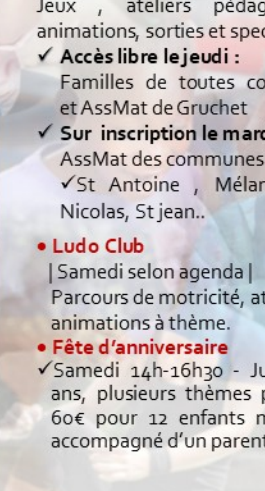 Jeux , ateliers pédag
animations, sorties et spec
✓ Accès libre le jeudi :
Familles de toutes co
et AssMat de Gruchet
✓ Sur inscription le marc
AssMat des communes
✓St Antoine , Mélar
Nicolas, St jean..
• Ludo Club
| Samedi selon agenda |
Parcours de motricité, at
animations à thème.
• Fête d'anniversaire
✓Samedi 14h-16h30 - Ju
ans, plusieurs thèmes p
60€ pour 12 enfants m
accompagné d'un parent